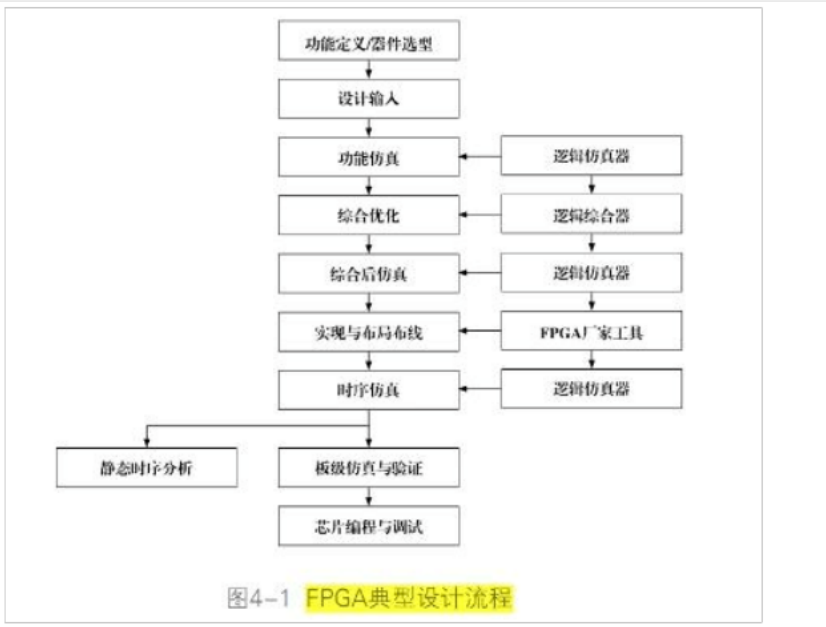 功能定义/器件选型
设计输入
功能仿真
逻辑仿真器
综合优化
逻辑综合器
综合后仿真
逻辑仿真器
实现与布局布线
FPGA厂家工具
时序仿真
逻辑仿真器
静态时序分析
板级仿真与验证
芯片编程与调试
图4-1 FPGA典型设计流程